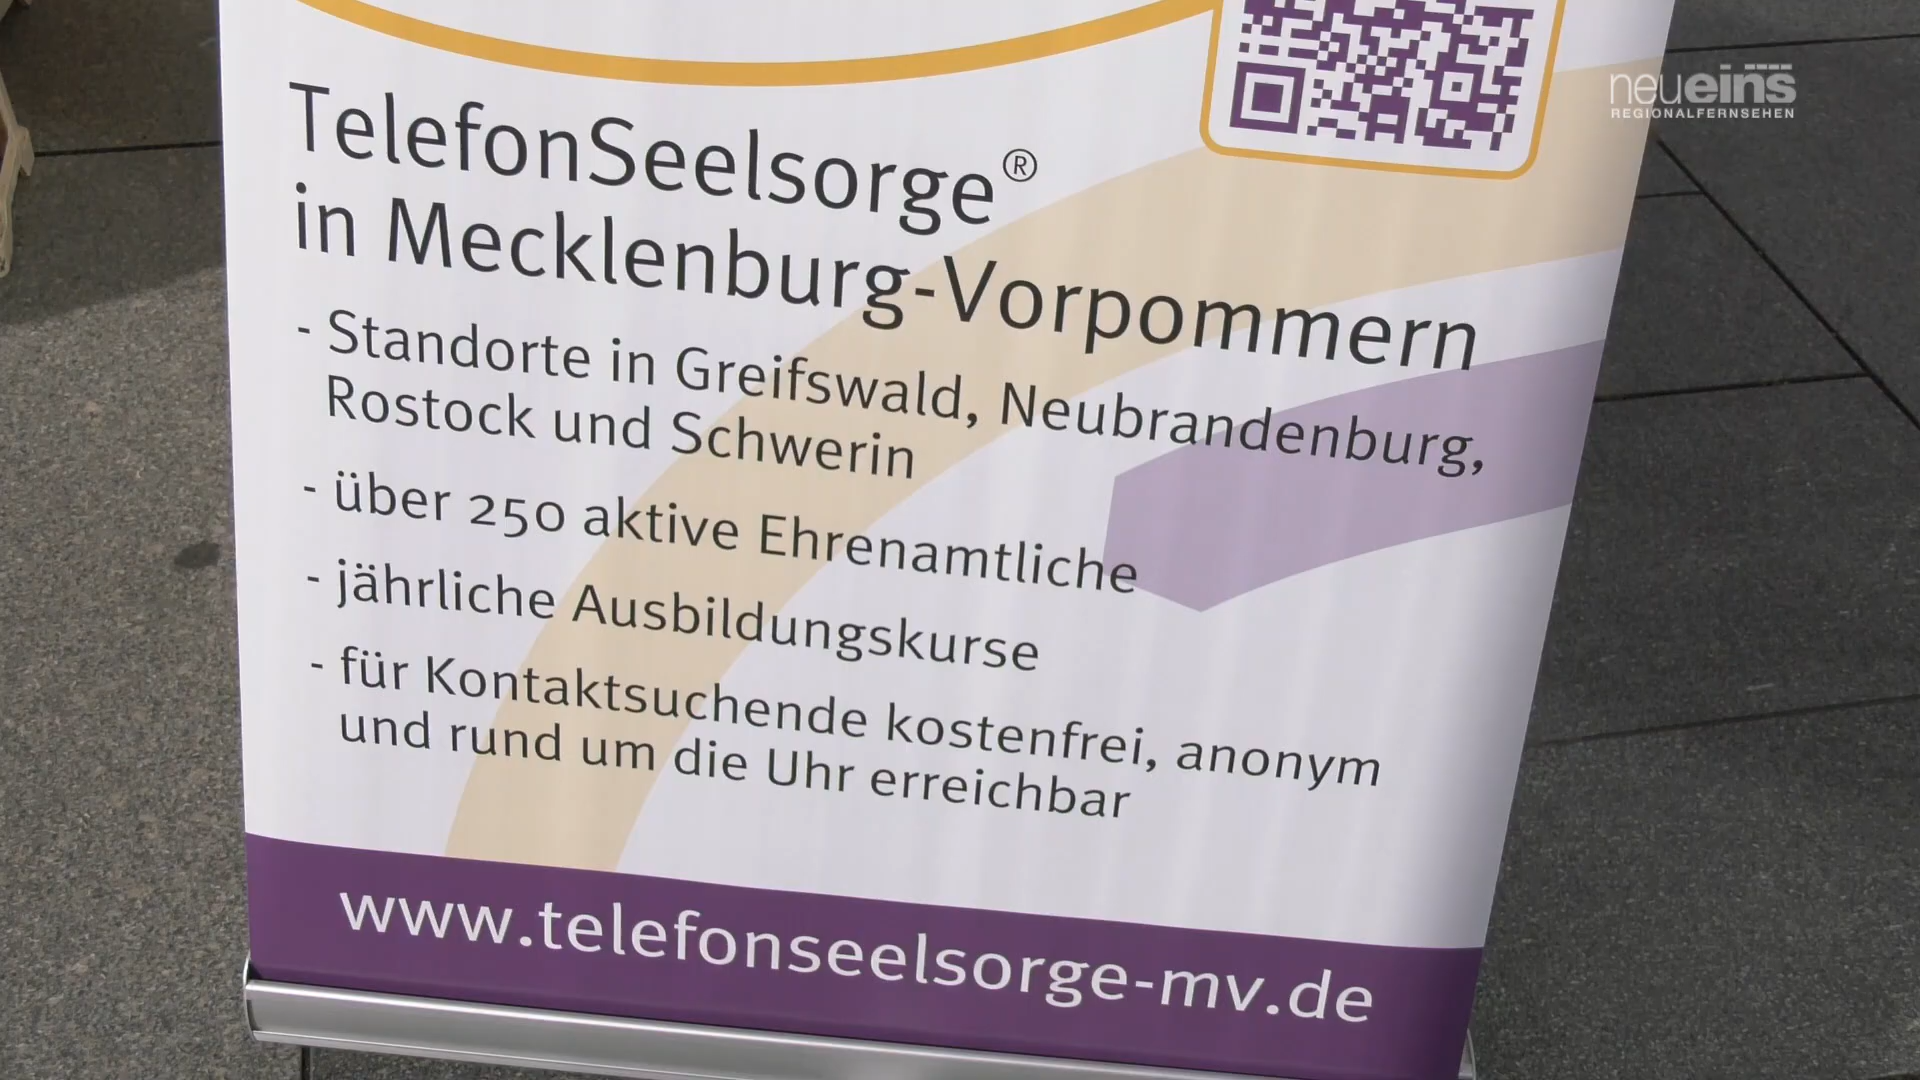 neueins
REGIONALFERNSEHEN
TelefonSeelsorge®
in Mecklenburg-Vorpommern
- Standorte in Greifswald, Neubrandenburg,
Rostock und Schwerin
- über 250 aktive Ehrenamtliche
- jährliche Ausbildungskurse
- für Kontaktsuchende kostenfrei, anonym
und rund um die Uhr erreichbar
www.telefonseelsorge-mv.de